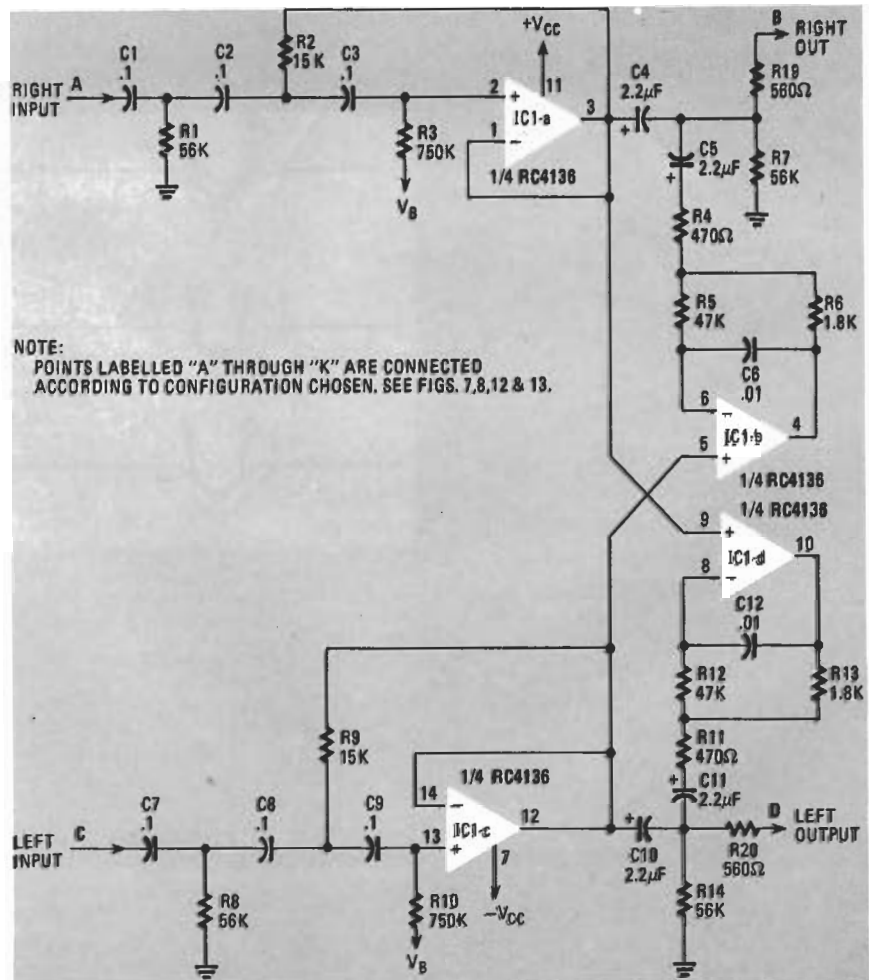 +VCC
B
RIGHT
OUT
C1
.1
C2
.1
R2
15K
C3
.1
C4
2.2µF
+
R19
560Ω
RIGHT
INPUT
A
2
+
11
IC1-a
3
1
−
R1
56K
R3
750K
VB
1/4 RC4136
C5
+
2.2µF
R7
56K
R4
470Ω
R5
47K
R6
1.8K
C6
.01
NOTE:
POINTS LABELLED "A" THROUGH "K" ARE CONNECTED
ACCORDING TO CONFIGURATION CHOSEN. SEE FIGS. 7,8,12 & 13.
6
−
IC1-b
4
5
+
1/4 RC4136
1/4 RC4136
9
+
IC1-d
10
8
−
C12
.01
R12
47K
R13
1.8K
R9
15K
R11
470Ω
+
C11
2.2µF
1/4 RC4136
14
−
IC1-c
12
13
+
7
−VCC
C7
.1
C8
.1
C9
.1
LEFT
INPUT
C
+
C10
2.2µF
D
LEFT
OUTPUT
R20
560Ω
R8
56K
R10
750K
VB
R14
56K